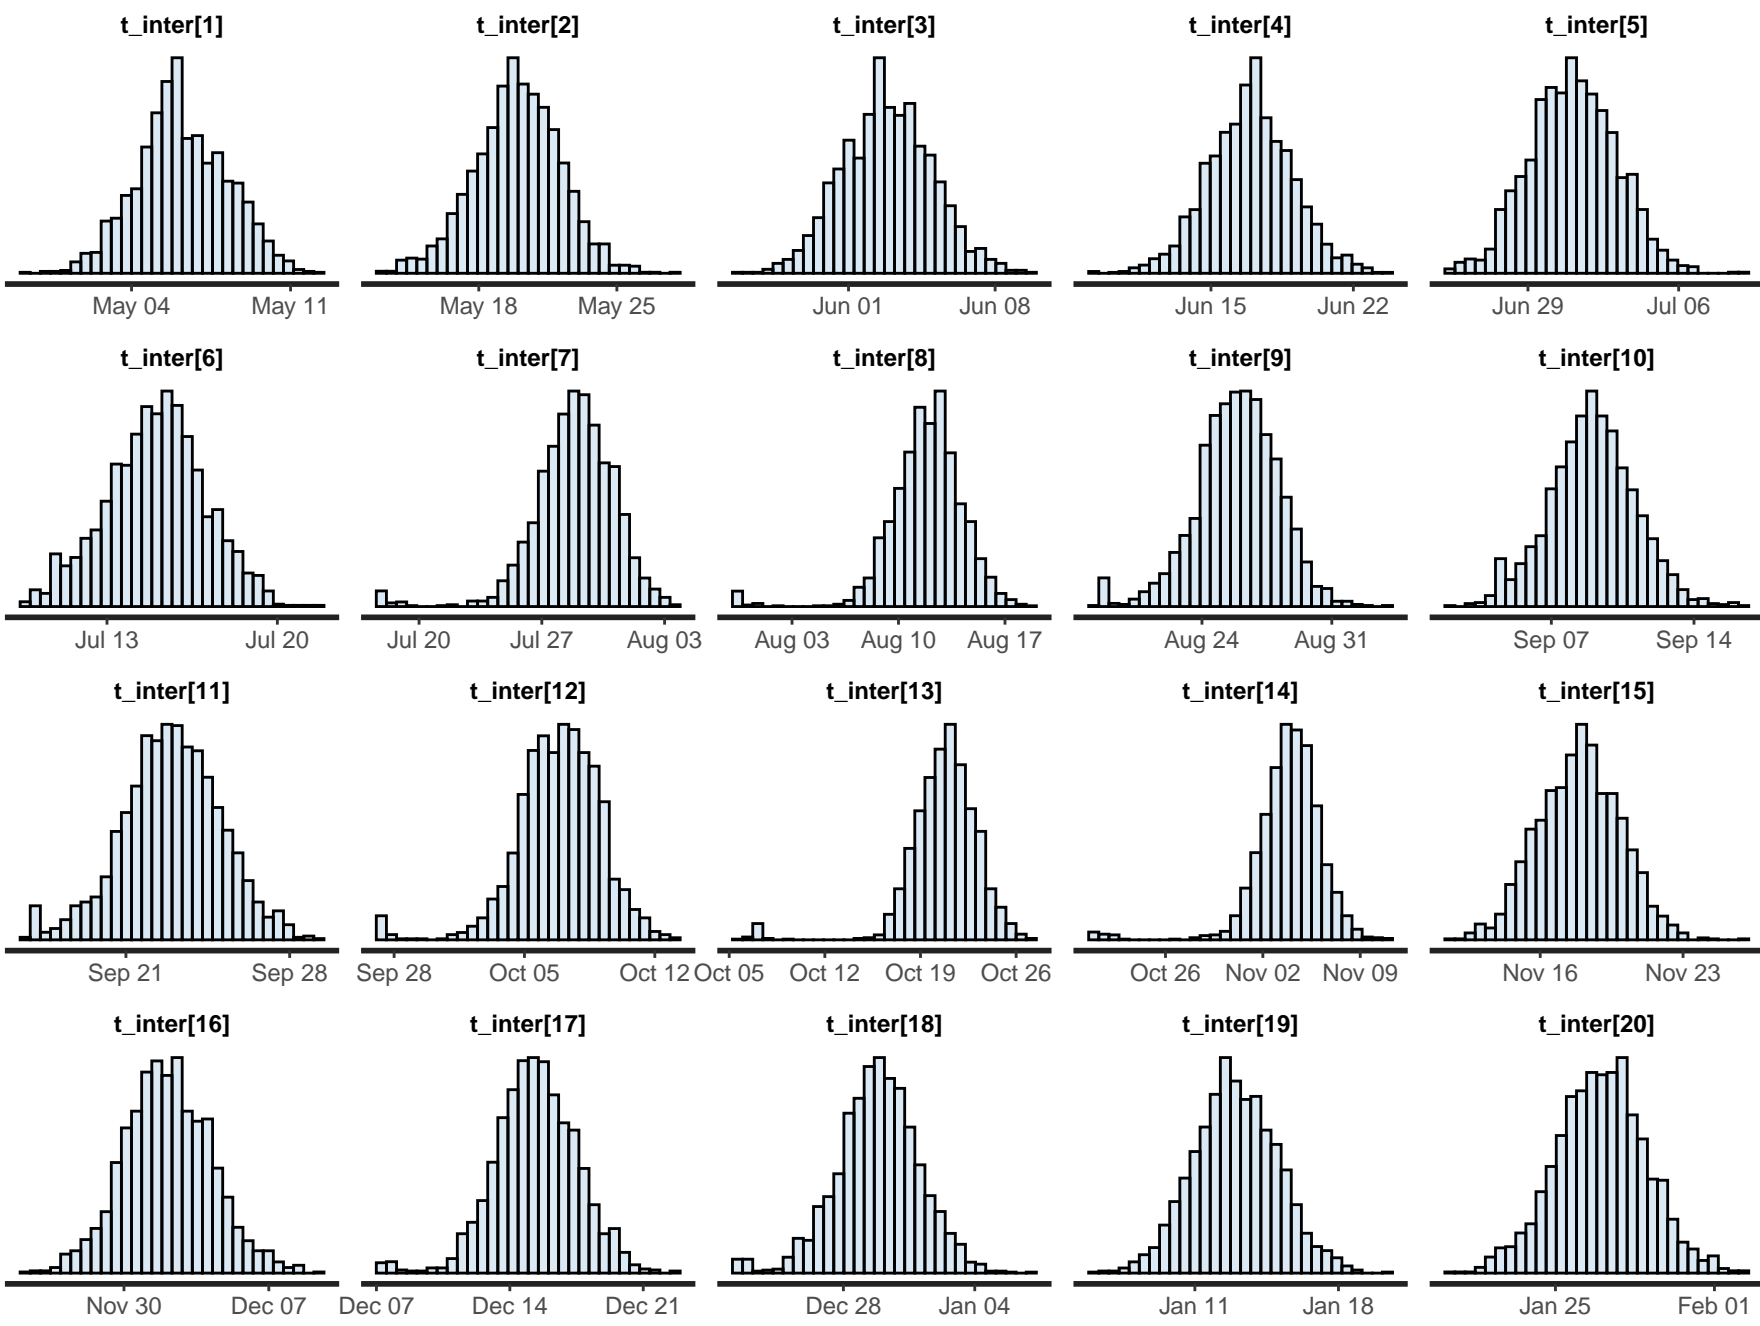 t_inter[1] t_inter[2] t_inter[3] t_inter[4] t_inter[5]
May 04 May 11 May 18 May 25 Jun 01 Jun 08 Jun 15 Jun 22 Jun 29 Jul 06
t_inter[6] t_inter[7] t_inter[8] t_inter[9] t_inter[10]
Jul 13 Jul 20 Jul 20 Jul 27 Aug 03 Aug 03 Aug 10 Aug 17 Aug 24 Aug 31 Sep 07 Sep 14
t_inter[11] t_inter[12] t_inter[13] t_inter[14] t_inter[15]
Sep 21 Sep 28 Sep 28 Oct 05 Oct 12 Oct 05 Oct 12 Oct 19 Oct 26 Oct 26 Nov 02 Nov 09 Nov 16 Nov 23
t_inter[16] t_inter[17] t_inter[18] t_inter[19] t_inter[20]
Nov 30 Dec 07 Dec 07 Dec 14 Dec 21 Dec 28 Jan 04 Jan 11 Jan 18 Jan 25 Feb 01